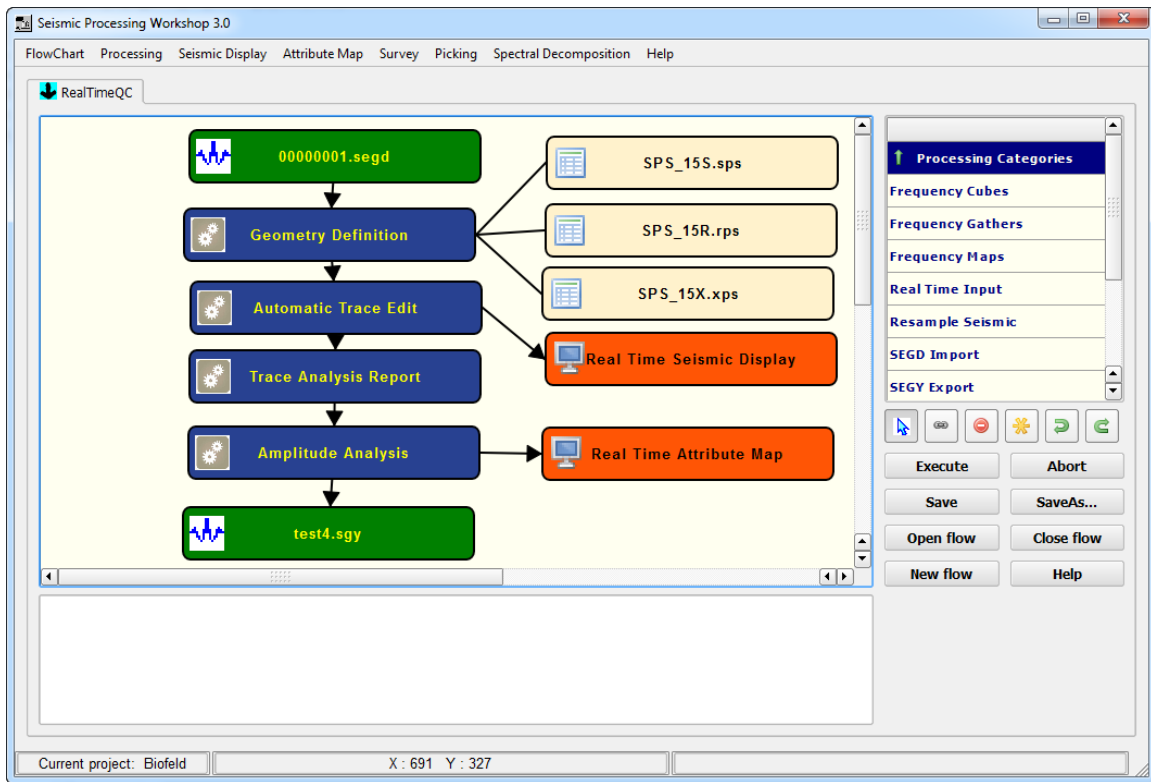 Seismic Processing Workshop 3.0
FlowChart Processing Seismic Display Attribute Map Survey Picking Spectral Decomposition Help
RealTimeQC
00000001.segd
Geometry Definition
Automatic Trace Edit
Trace Analysis Report
Amplitude Analysis
test4.sgy
SPS_15S.sps
SPS_15R.rps
SPS_15X.xps
Real Time Seismic Display
Real Time Attribute Map
Processing Categories
Frequency Cubes
Frequency Gathers
Frequency Maps
Real Time Input
Resample Seismic
SEGD Import
SEGY Export
Execute Abort
Save SaveAs...
Open flow Close flow
New flow Help
Current project: Biofeld X : 691 Y : 327